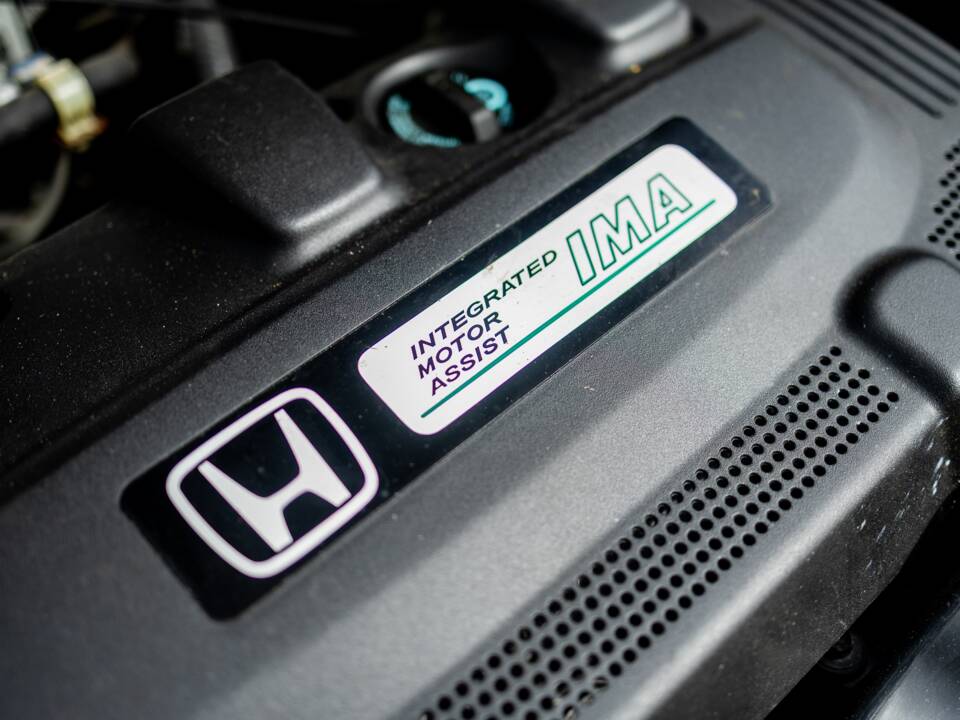 INTEGRATED
MOTOR
ASSIST
IMA